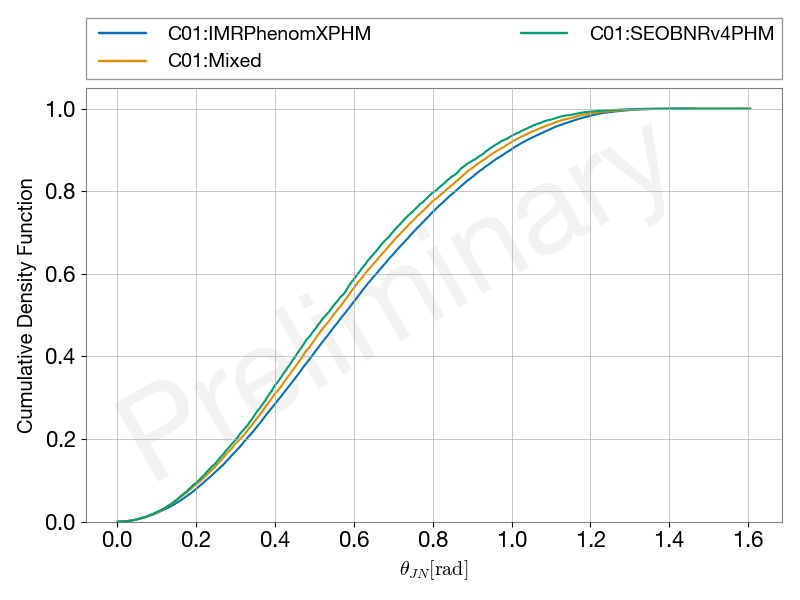 C01:IMRPhenomXPHM C01:SEOBNRv4PHM
C01:Mixed
Cumulative Density Function
1.0
0.8
0.6
0.4
0.2
0.0
Preliminary
0.0 0.2 0.4 0.6 0.8 1.0 1.2 1.4 1.6
θ_JN[rad]